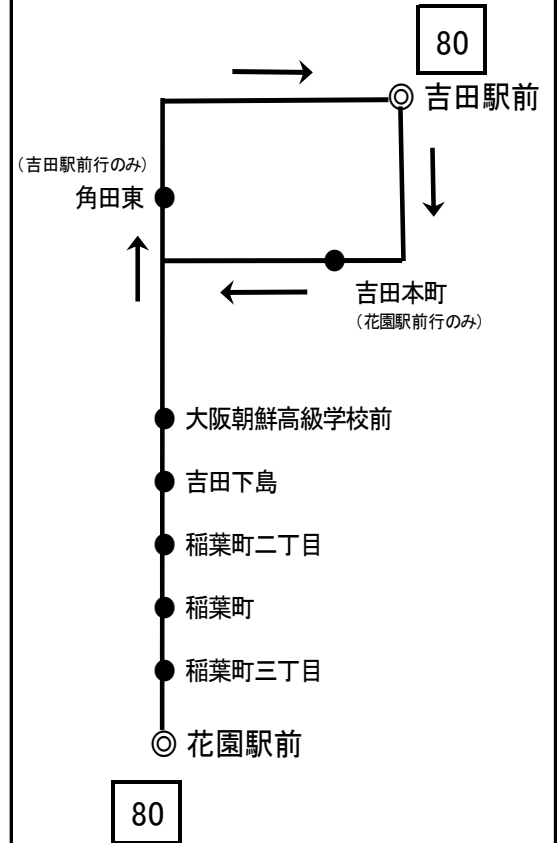 80
吉田駅前
（吉田駅前行のみ）
角田東
吉田本町
（花園駅前行のみ）
大阪朝鮮高級学校前
吉田下島
稲葉町二丁目
稲葉町
稲葉町三丁目
花園駅前
80